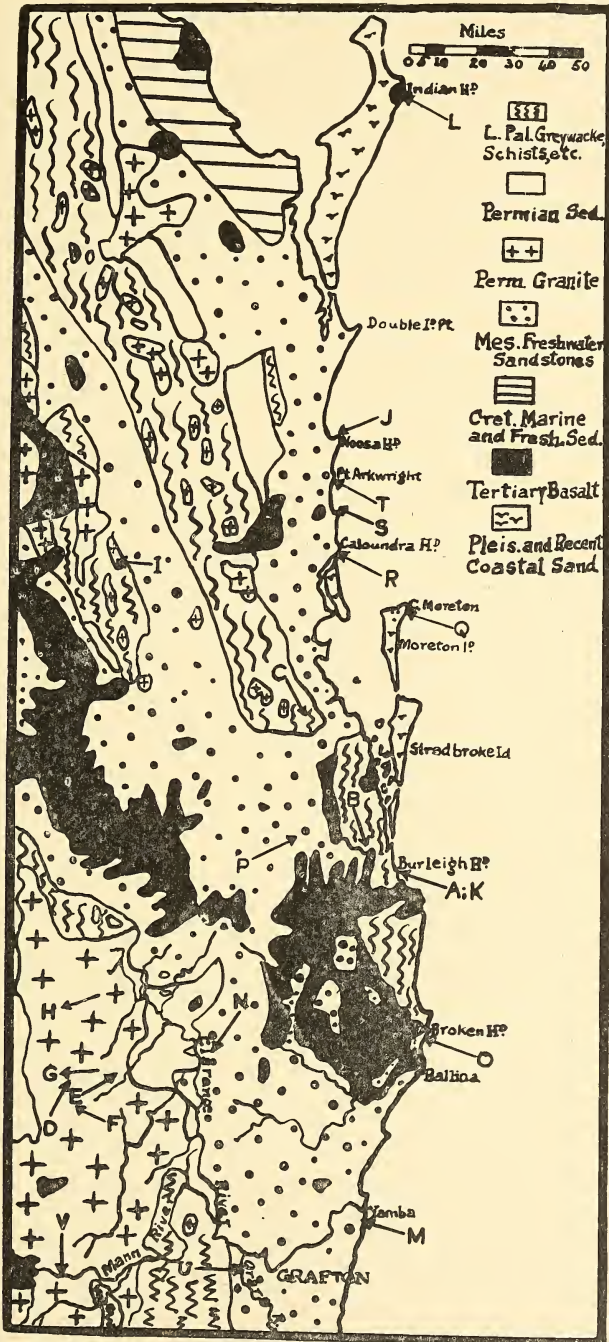 Miles
0 5 10 20 30 40 50
Indian Hᴰ
L
L. Pal. Greywacke,
Schists, etc.
Permian Sed.
Perm. Granite
Mes. Freshwater
Sandstones
Cret. Marine
and Fresh. Sed.
Tertiary Basalt
Pleis. and Recent
Coastal Sand.
Double Iᴰ Pt
J
Noosa Hᴰ
Pt Arkwright
T
S
Caloundra Hᴰ
R
I
C. Moreton
Q
Moreton Iᴰ
C
Stradbroke Id
B
P
Burleigh Hᴰ
A;K
H
N
Broken Hᴰ
O
G
E
Ballina
D
F
Clarence
River
Yamba
M
V
Mann
River
U
GRAFTON